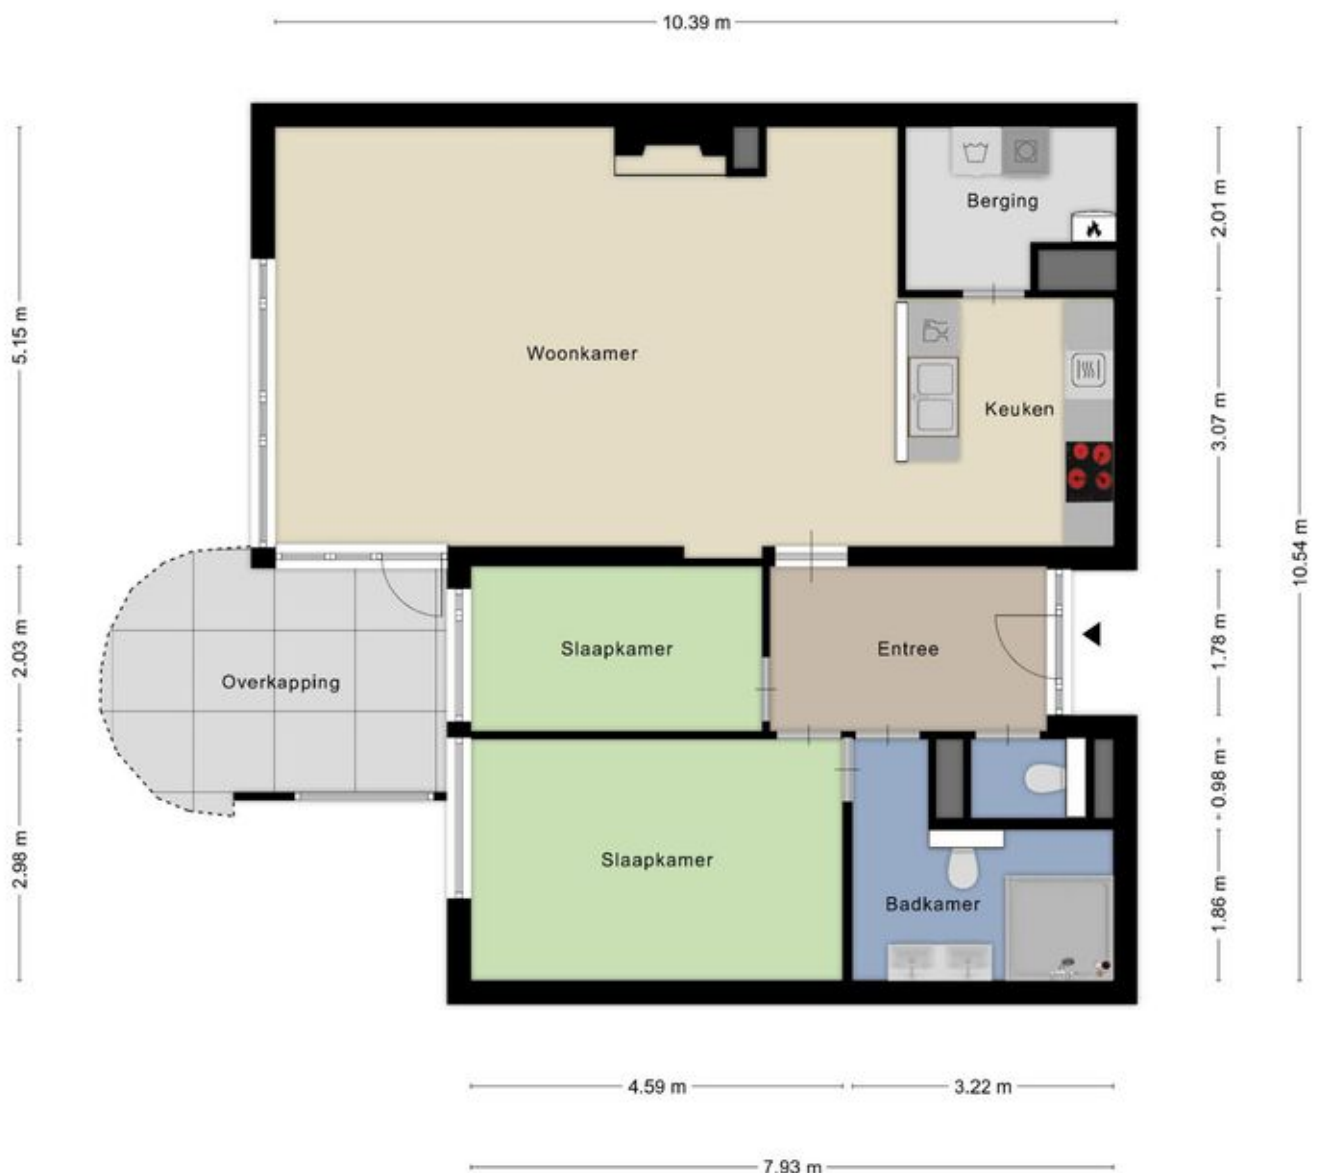 10.39 m
Berging
2.01 m
5.15 m
Woonkamer
Keuken
3.07 m
10.54 m
2.03 m
Slaapkamer
Entree
1.78 m
Overkapping
0.98 m
2.98 m
Slaapkamer
Badkamer
1.86 m
4.59 m
3.22 m
7.93 m